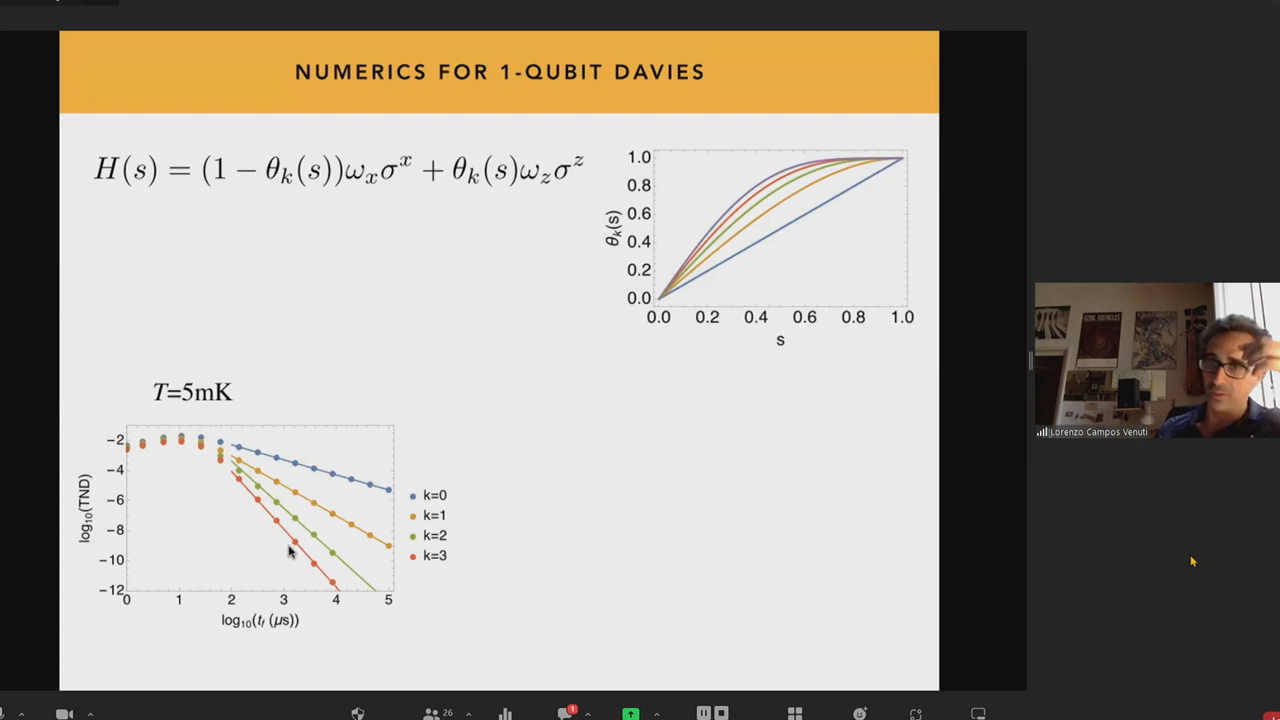 NUMERICS FOR 1-QUBIT DAVIES
H(s) = (1 − θ_k(s))ω_xσ^x + θ_k(s)ω_zσ^z
1.0
0.8
0.6
0.4
0.2
0.0
θ_k(s)
0.0 0.2 0.4 0.6 0.8 1.0
s
T=5mK
−2
−4
−6
−8
−10
−12
log₁₀(TND)
0 1 2 3 4 5
log₁₀(t_f (μs))
k=0
k=1
k=2
k=3
Lorenzo Campos Venuti
26
1